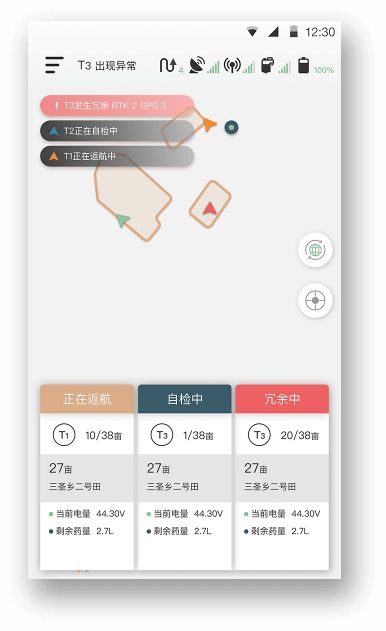 12:30
T3 出现异常
4
100%
T3发生冗余 RTK 2 GPS 3
T2正在自检中
T1正在返航中
正在返航 自检中 冗余中
T1 10/38亩 T3 1/38亩 T3 20/38亩
27亩 27亩 27亩
三圣乡二号田 三圣乡二号田 三圣乡二号田
当前电量 44.30V 当前电量 44.30V 当前电量 44.30V
剩余药量 2.7L 剩余药量 2.7L 剩余药量 2.7L